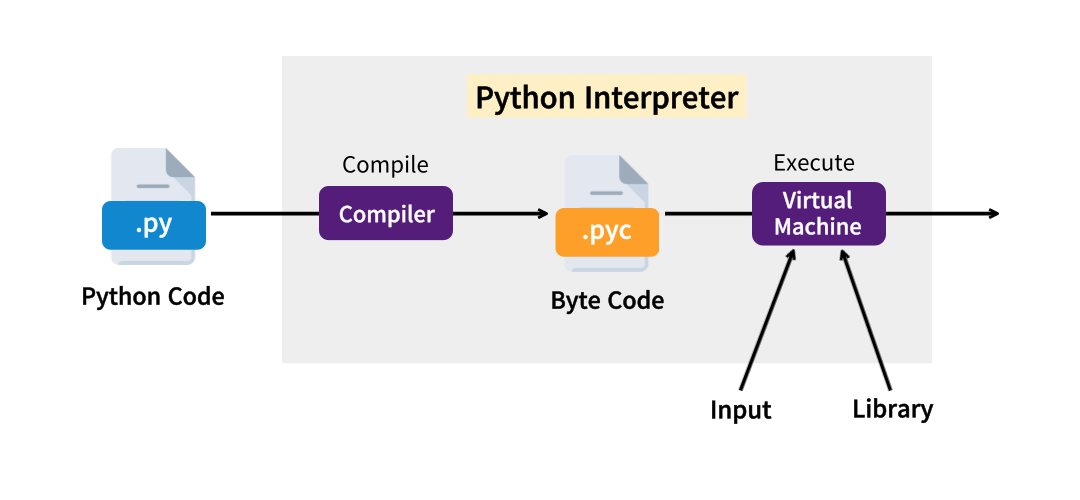 Python Interpreter
Compile
Execute
.py
Compiler
.pyc
Virtual
Machine
Python Code
Byte Code
Input
Library